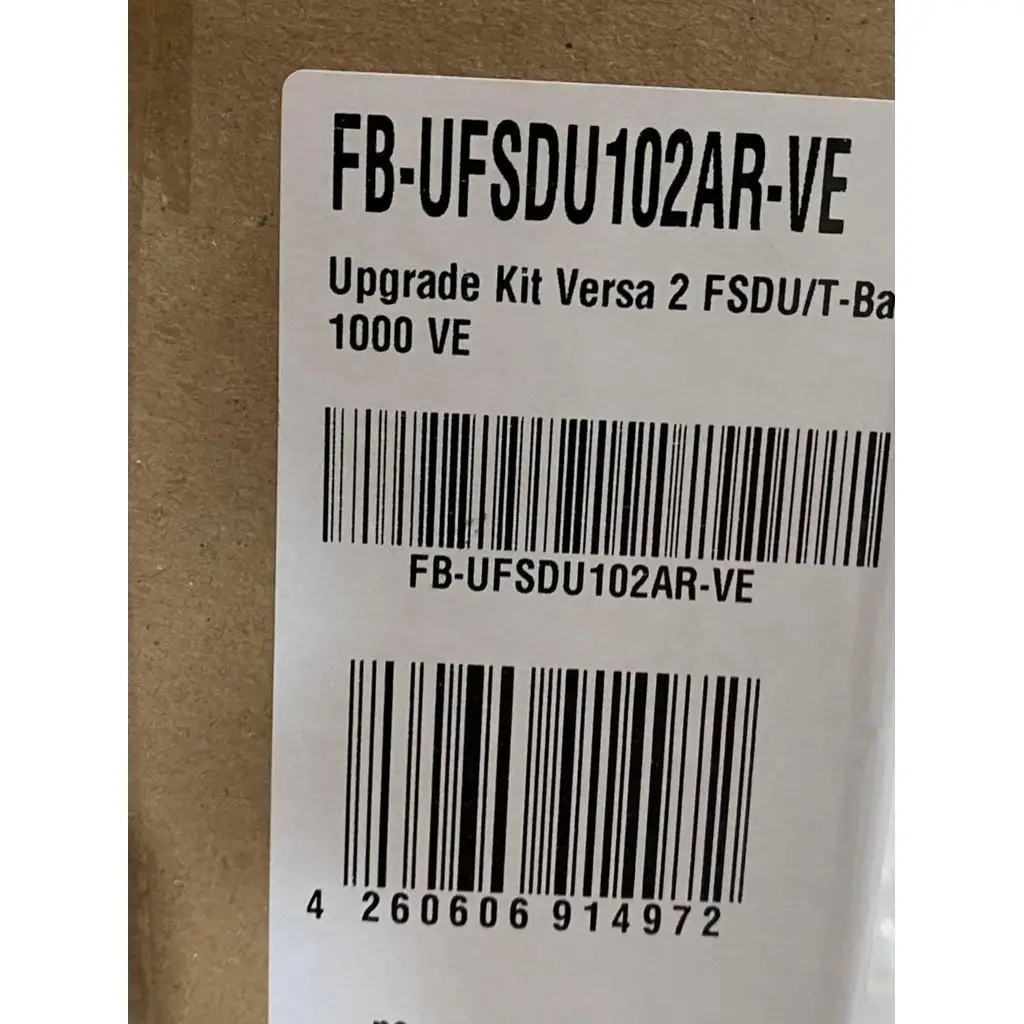 FB-UFSDU102AR-VE
Upgrade Kit Versa 2 FSDU/T-Ba
1000 VE
FB-UFSDU102AR-VE
4 260606 914972